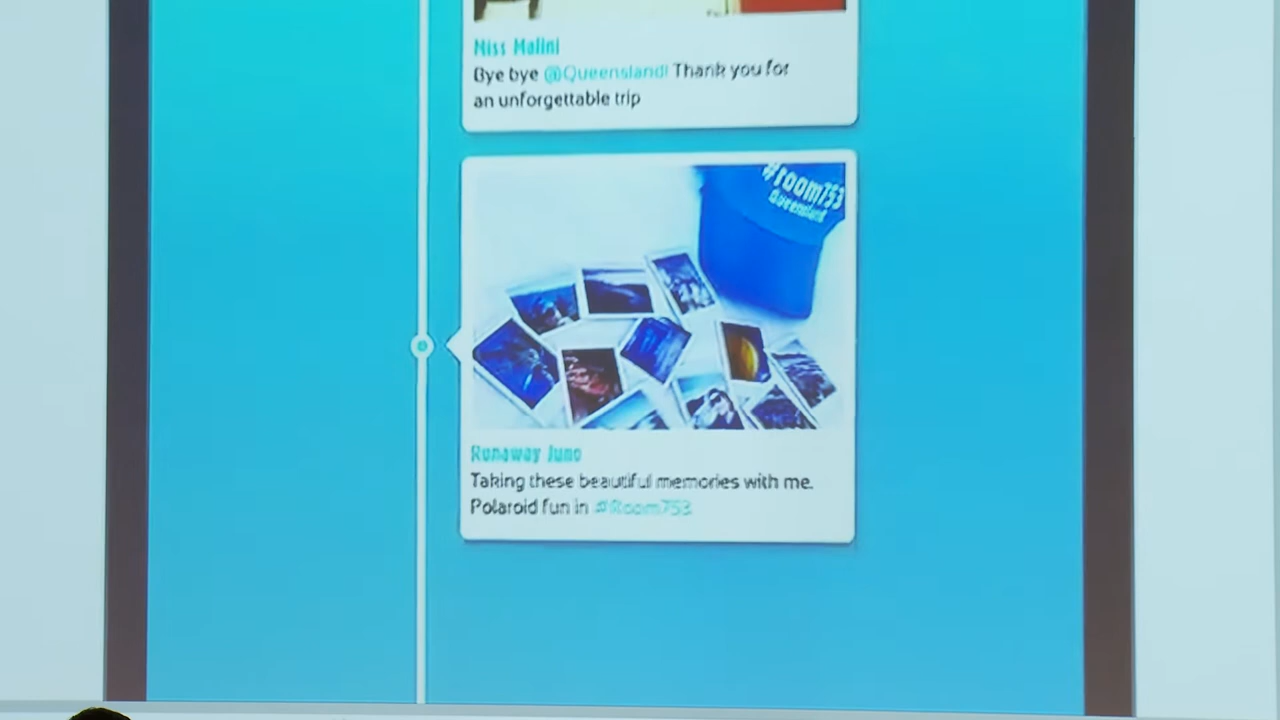 Miss Malini
Bye bye @Queensland! Thank you for
an unforgettable trip
#room753
Queensland
Runaway Juno
Taking these beautiful memories with me.
Polaroid fun in #Room753